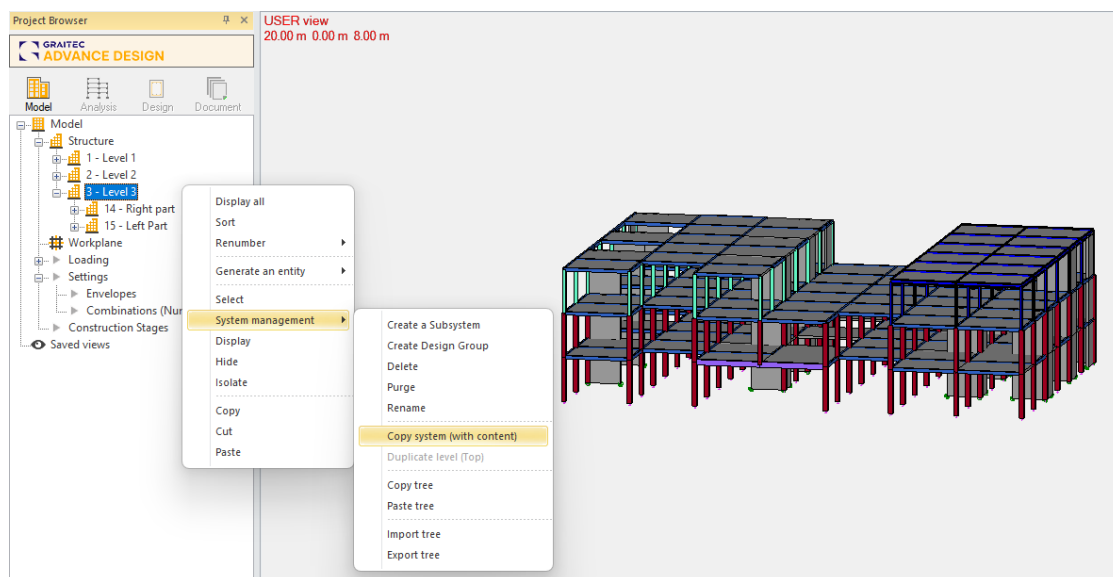 Project Browser
USER view
20.00 m 0.00 m 8.00 m
GRAITEC
ADVANCE DESIGN
Model
Analysis
Design
Document
Model
Structure
1 - Level 1
2 - Level 2
3 - Level 3
14 - Right part
15 - Left Part
Workplane
Loading
Settings
Envelopes
Combinations (Nur
Construction Stages
Saved views
Display all
Sort
Renumber
Generate an entity
Select
System management
Display
Hide
Isolate
Copy
Cut
Paste
Create a Subsystem
Create Design Group
Delete
Purge
Rename
Copy system (with content)
Duplicate level (Top)
Copy tree
Paste tree
Import tree
Export tree